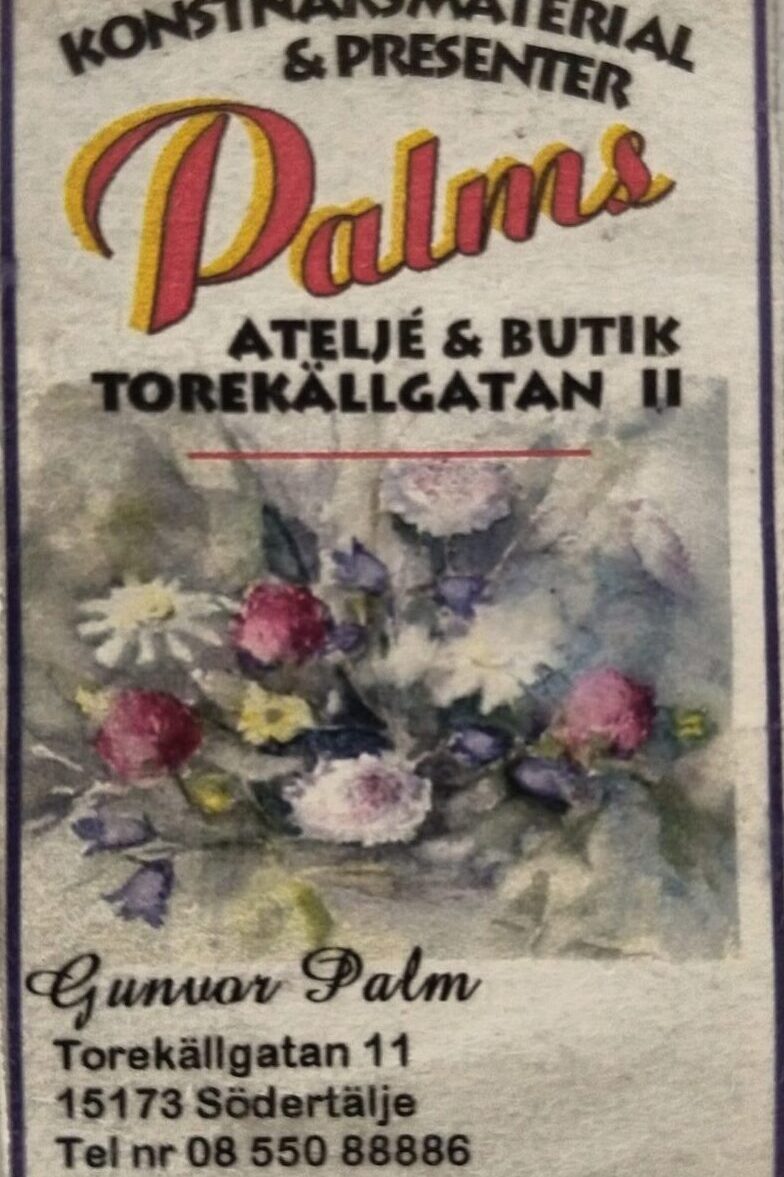 KONSTNÄRSMATERIAL
& PRESENTER
Palms
ATELJÉ & BUTIK
TOREKÄLLGATAN 11
Gunvor Palm
Torekällgatan 11
15173 Södertälje
Tel nr 08 550 88886